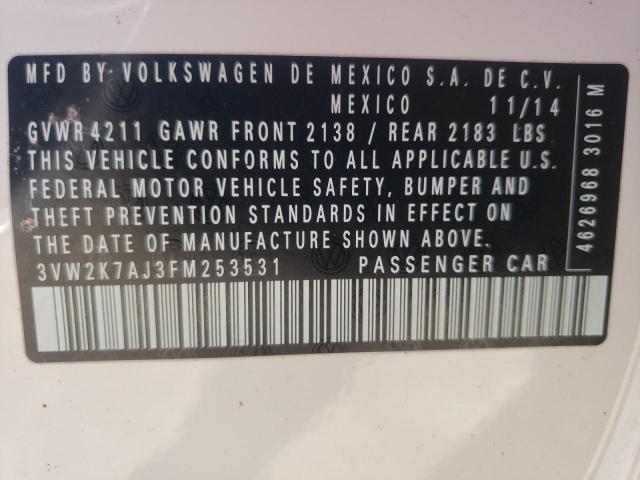 MFD BY VOLKSWAGEN DE MEXICO S.A. DE C.V.
MEXICO 11/14
GVWR 4211 GAWR FRONT 2138 / REAR 2183 LBS
THIS VEHICLE CONFORMS TO ALL APPLICABLE U.S.
FEDERAL MOTOR VEHICLE SAFETY, BUMPER AND
THEFT PREVENTION STANDARDS IN EFFECT ON
THE DATE OF MANUFACTURE SHOWN ABOVE.
3VW2K7AJ3FM253531 PASSENGER CAR
4626968 3016 M